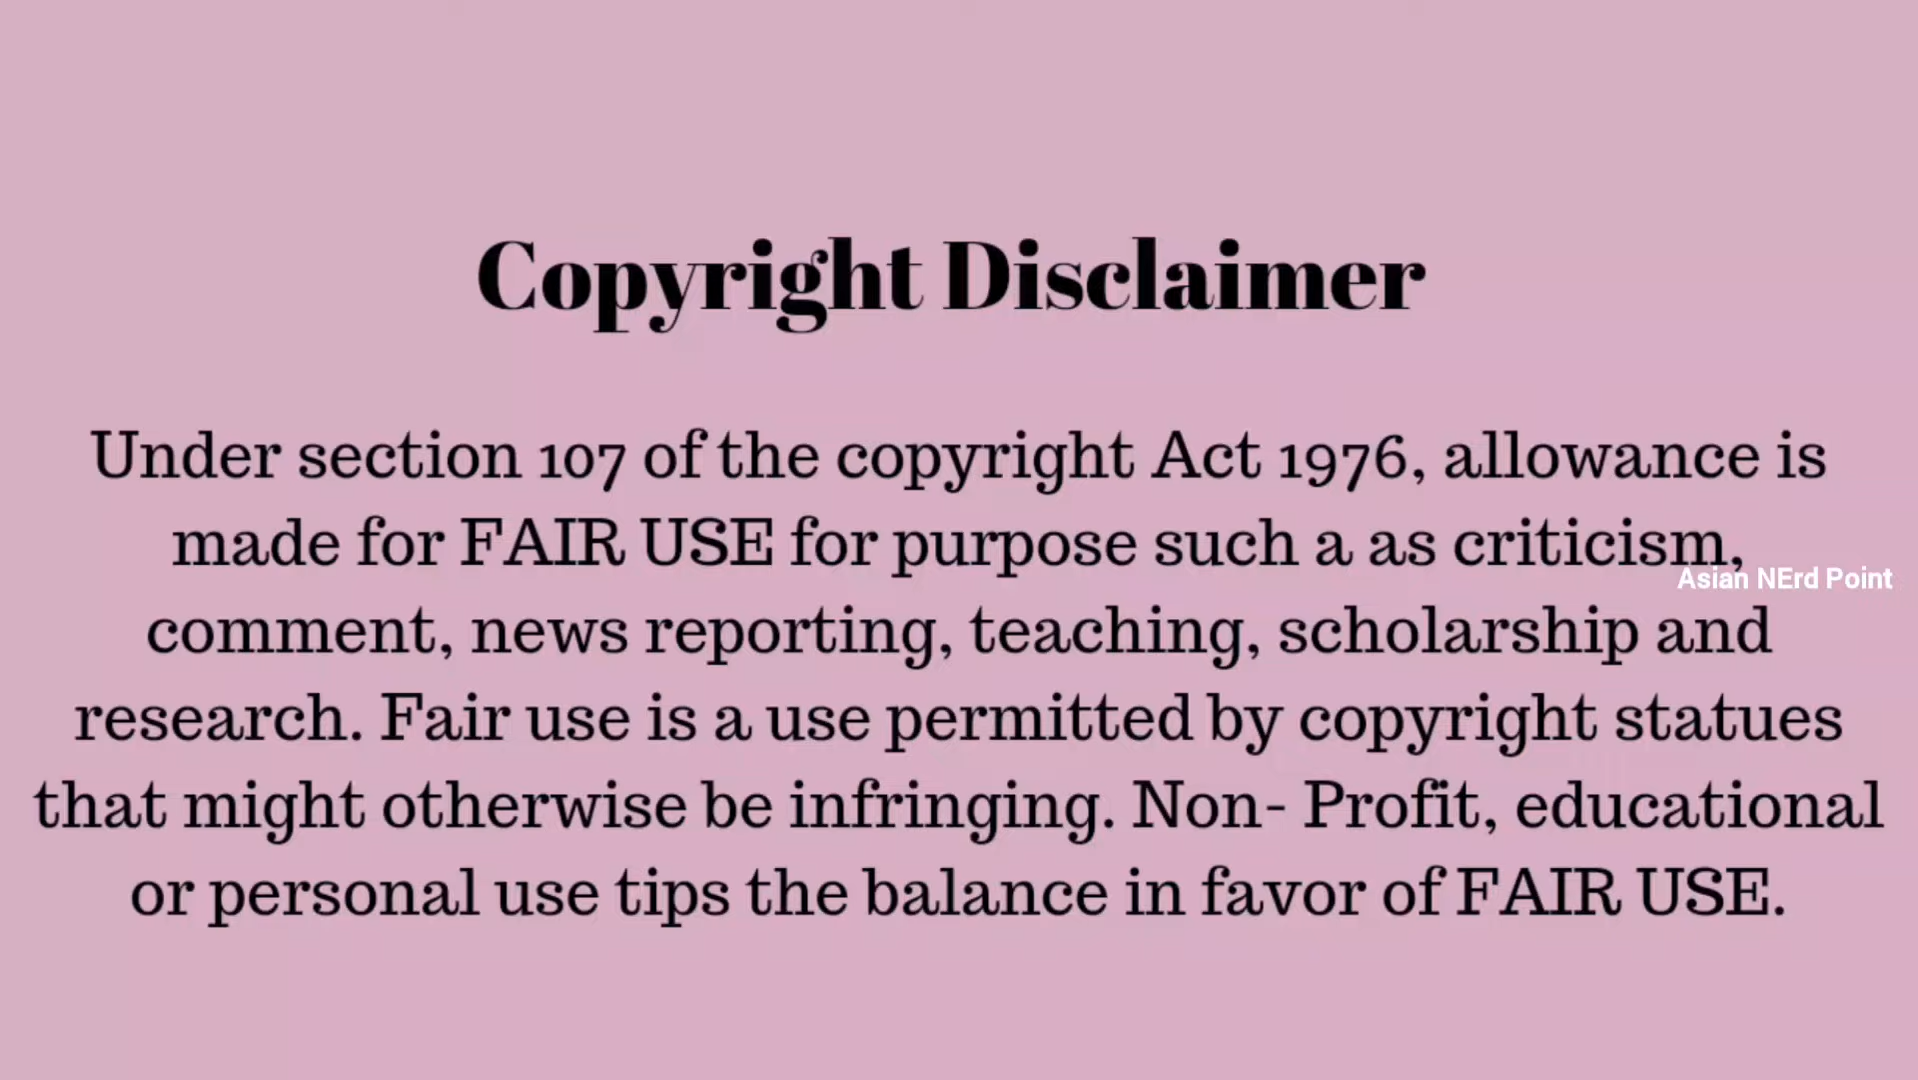 Copyright Disclaimer
Under section 107 of the copyright Act 1976, allowance is
made for FAIR USE for purpose such a as criticism,
Asian NErd Point
comment, news reporting, teaching, scholarship and
research. Fair use is a use permitted by copyright statues
that might otherwise be infringing. Non- Profit, educational
or personal use tips the balance in favor of FAIR USE.